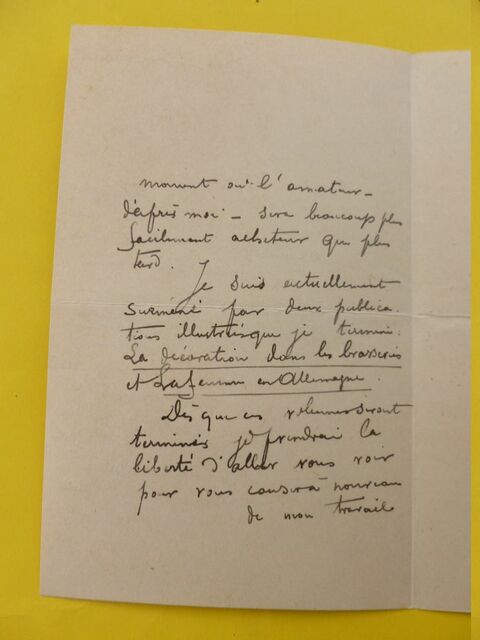 moment où l'amateur -
d'après moi - sera beaucoup plus
facilement acheteur que plus
tard.
Je suis actuellement
surmené par deux publica-
tions illustrées que je termine :
La décoration dans les brasseries
et La femme en Allemagne.
Dès que ces volumes seront
terminés je prendrai la
liberté d'aller vous voir
pour vous causer à nouveau
de mon travail